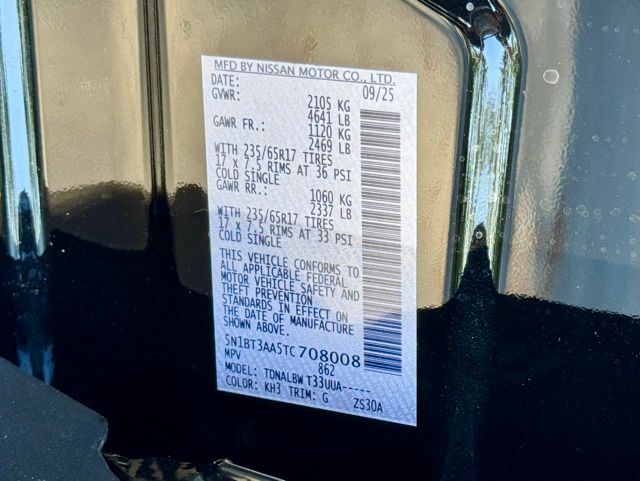 MFD BY NISSAN MOTOR CO., LTD.
DATE: 09/25
GVWR: 2105 KG
4641 LB
GAWR FR.: 1120 KG
2469 LB
WITH 235/65R17 TIRES
17 x 7.5 RIMS AT 36 PSI
COLD SINGLE
GAWR RR.: 1060 KG
2337 LB
WITH 235/65R17 TIRES
17 x 7.5 RIMS AT 33 PSI
COLD SINGLE
THIS VEHICLE CONFORMS TO
ALL APPLICABLE FEDERAL
MOTOR VEHICLE SAFETY AND
THEFT PREVENTION
STANDARDS IN EFFECT ON
THE DATE OF MANUFACTURE
SHOWN ABOVE.
5N1BT3AA5TC708008
MPV 862
MODEL: TDNALBW T33UUA-----
COLOR: KH3 TRIM: G ZS30A